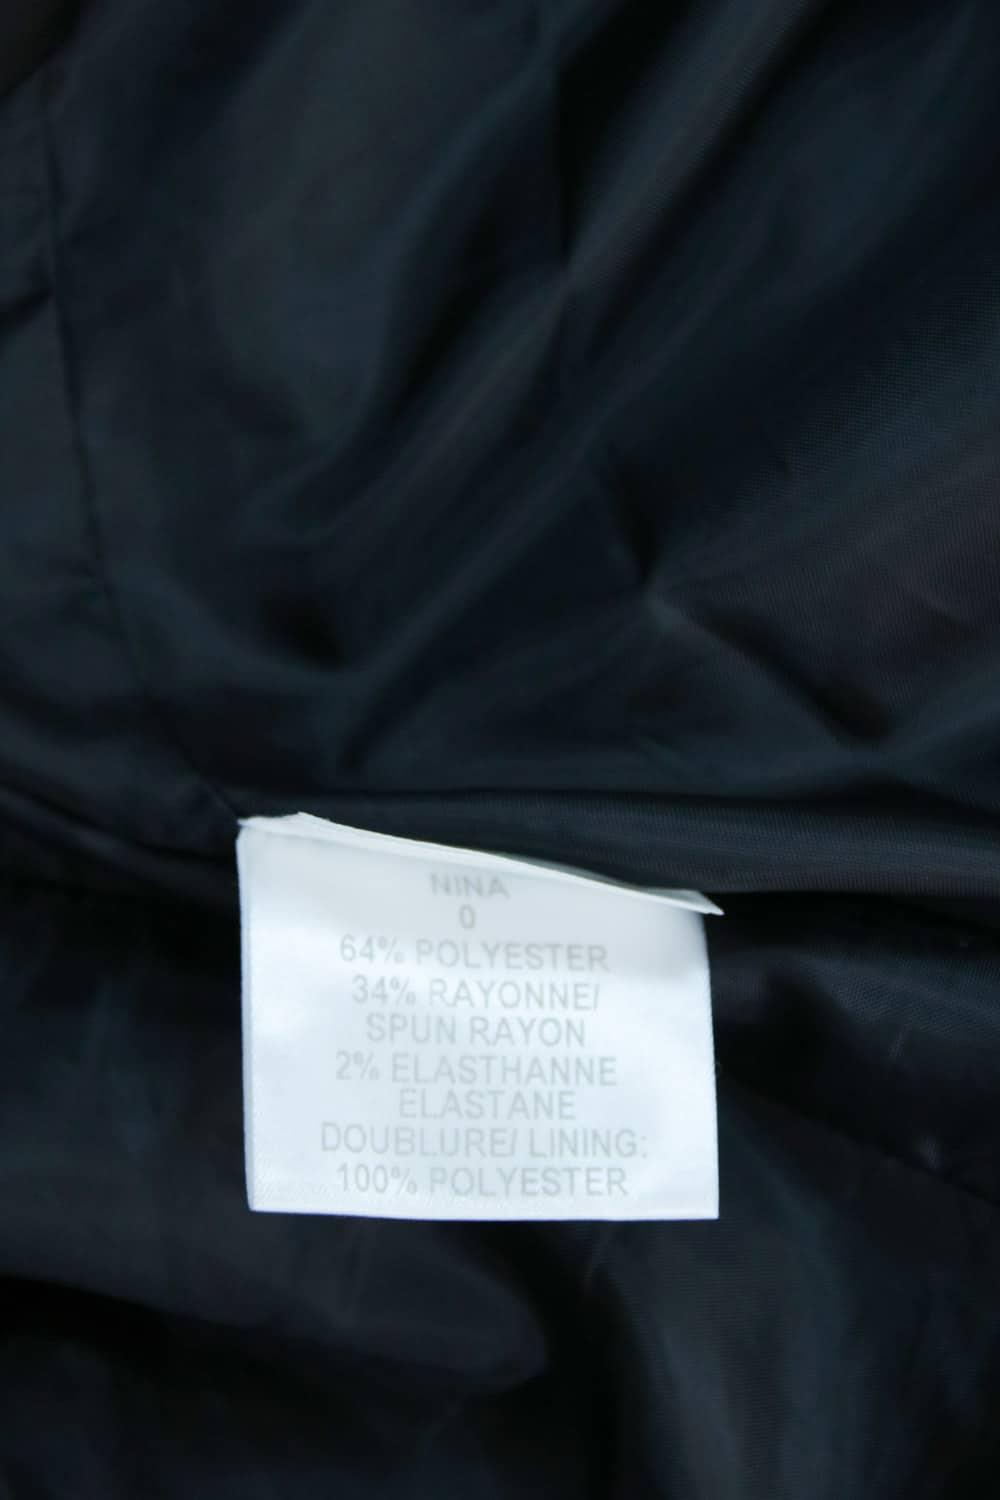 NINA
0
64% POLYESTER
34% RAYONNE/
SPUN RAYON
2% ELASTHANNE
ELASTANE
DOUBLURE/ LINING:
100% POLYESTER